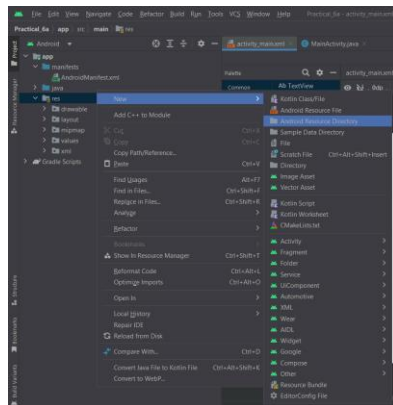 File Edit View Navigate Code Refactor Build Run Tools VCS Window Help Practical_6a - activity_main.xml
Practical_6a app src main res
Android
activity_main.xml
MainActivity.java
app
manifests
AndroidManifest.xml
java
res
drawable
layout
mipmap
values
xml
Gradle Scripts
Project
Resource Manager
Structure
Bookmarks
Build Variants
Palette
activity_main.xml
Common
Ab TextView
0dp
New
Add C++ to Module
Cut Ctrl+X
Copy Ctrl+C
Copy Path/Reference...
Paste Ctrl+V
Find Usages Alt+F7
Find in Files... Ctrl+Shift+F
Replace in Files... Ctrl+Shift+R
Analyze
Refactor
Bookmarks
Show In Resource Manager Ctrl+Shift+T
Reformat Code Ctrl+Alt+L
Optimize Imports Ctrl+Alt+O
Open In
Local History
Repair IDE
Reload from Disk
Compare With... Ctrl+D
Convert Java File to Kotlin File Ctrl+Alt+Shift+K
Convert to WebP...
Kotlin Class/File
Android Resource File
Android Resource Directory
Sample Data Directory
File
Scratch File Ctrl+Alt+Shift+Insert
Directory
Image Asset
Vector Asset
Kotlin Script
Kotlin Worksheet
CMakeLists.txt
Activity
Fragment
Folder
Service
UiComponent
Automotive
XML
Wear
AIDL
Widget
Google
Compose
Other
Resource Bundle
EditorConfig File